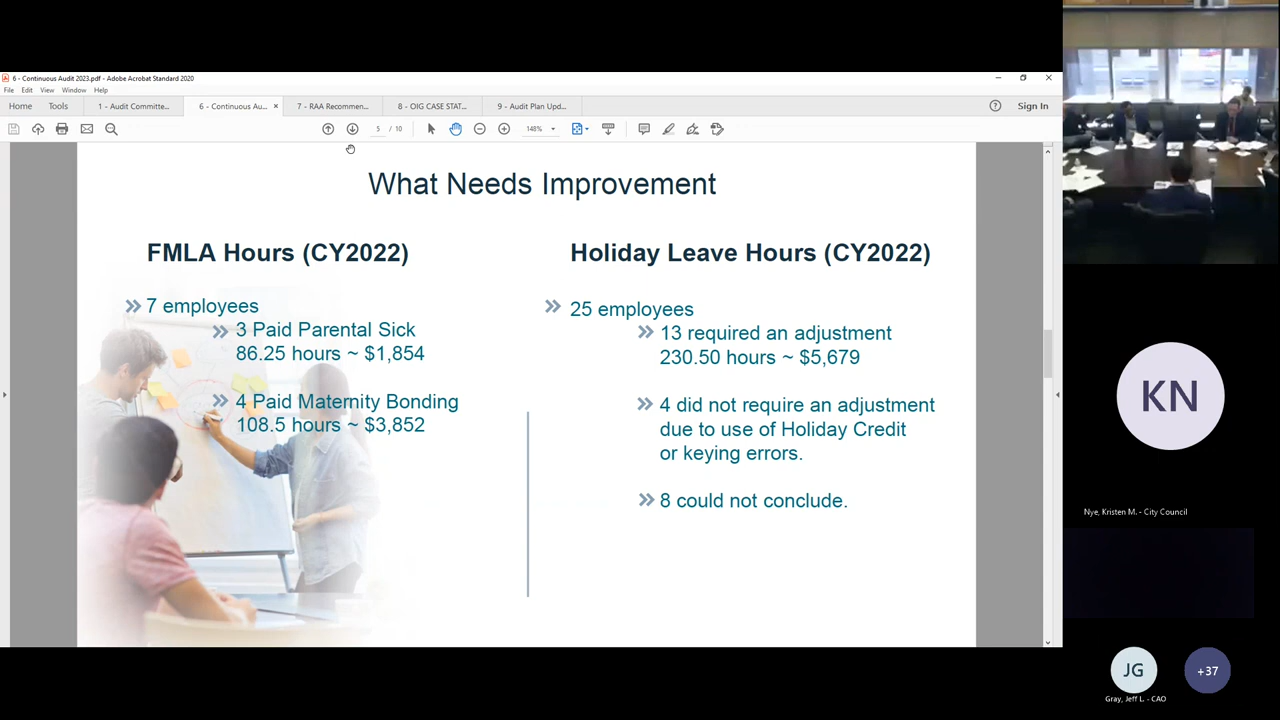 6 - Continuous Audit 2023.pdf - Adobe Acrobat Standard 2020
File Edit View Window Help
Home Tools 1 - Audit Committe... 6 - Continuous Au... × 7 - RAA Recommen... 8 - OIG CASE STAT... 9 - Audit Plan Upd... Sign In
5 / 10 148%
What Needs Improvement
FMLA Hours (CY2022)
7 employees
3 Paid Parental Sick
86.25 hours ~ $1,854
4 Paid Maternity Bonding
108.5 hours ~ $3,852
Holiday Leave Hours (CY2022)
25 employees
13 required an adjustment
230.50 hours ~ $5,679
4 did not require an adjustment
due to use of Holiday Credit
or keying errors.
8 could not conclude.
KN
Nye, Kristen M. - City Council
JG
+37
Gray, Jeff L. - CAO